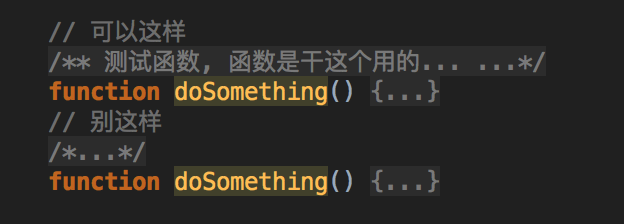 // 可以这样
/** 测试函数, 函数是干这个用的... ...*/
function doSomething() {...}
// 别这样
/*...*/
function doSomething() {...}